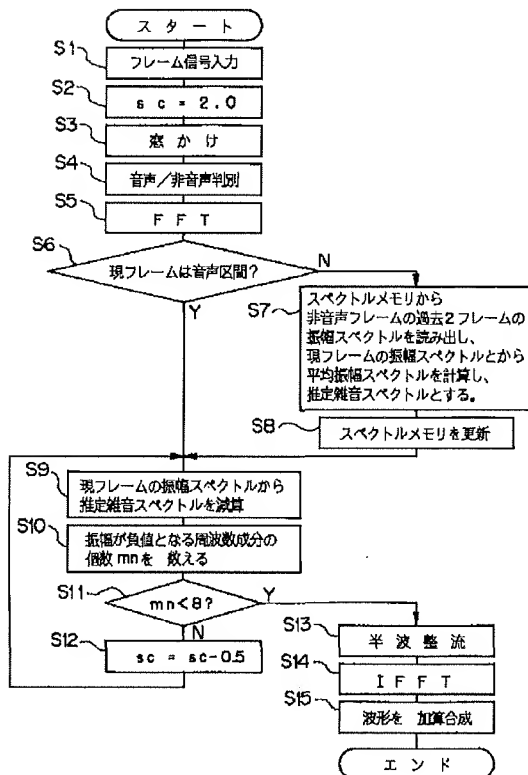 スタート
S1
フレーム信号入力
S2
sc = 2.0
S3
窓かけ
S4
音声/非音声判別
S5
FFT
S6
現フレームは音声区間?
N
Y
S7
スペクトルメモリから
非音声フレームの過去2フレームの
振幅スペクトルを読み出し、
現フレームの振幅スペクトルとから
平均振幅スペクトルを計算し、
推定雑音スペクトルとする。
S8
スペクトルメモリを更新
S9
現フレームの振幅スペクトルから
推定雑音スペクトルを減算
S10
振幅が負値となる周波数成分の
個数mnを 数える
S11
mn<8?
Y
N
S12
sc = sc-0.5
S13
半波整流
S14
IFFT
S15
波形を 加算合成
エンド